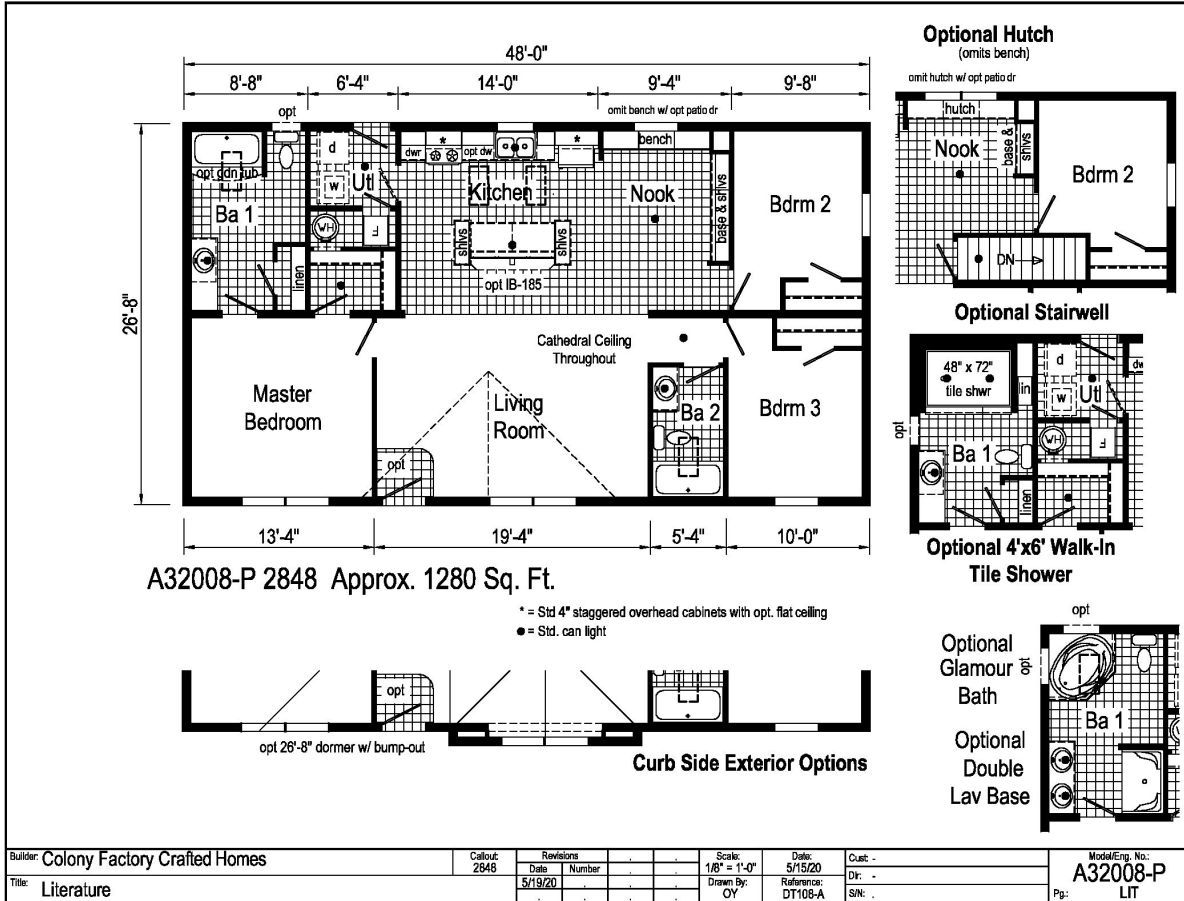 48'-0"
8'-8"
6'-4"
14'-0"
9'-4"
9'-8"
opt
omit bench w/ opt patio dr
26'-8"
opt gdn tub
Ba 1
linen
d
w
Utl
WH
F
dwr
*
opt dw
*
Kitchen
shlvs
shlvs
opt IB-185
bench
Nook
base & shlvs
Bdrm 2
Cathedral Ceiling
Throughout
Master
Bedroom
Living
Room
opt
Ba 2
Bdrm 3
13'-4"
19'-4"
5'-4"
10'-0"
A32008-P 2848 Approx. 1280 Sq. Ft.
* = Std 4" staggered overhead cabinets with opt. flat ceiling
● = Std. can light
opt
opt 26'-8" dormer w/ bump-out
Curb Side Exterior Options
Optional Hutch
(omits bench)
omit hutch w/ opt patio dr
hutch
Nook
base &
shlvs
Bdrm 2
DN
Optional Stairwell
48" x 72"
tile shwr
lin
d
w
Utl
dw
opt
Ba 1
WH
F
linen
Optional 4'x6' Walk-In
Tile Shower
opt
Optional
Glamour
Bath
opt
Ba 1
Optional
Double
Lav Base
Builder: Colony Factory Crafted Homes
Title: Literature
Callout:
2848
Revisions
Date Number
5/19/20
Scale:
1/8" = 1'-0"
Drawn By:
OY
Date:
5/15/20
Reference:
DT108-A
Cust: -
Dlr: -
S/N: .
Model/Eng. No.:
A32008-P
Pg.: LIT